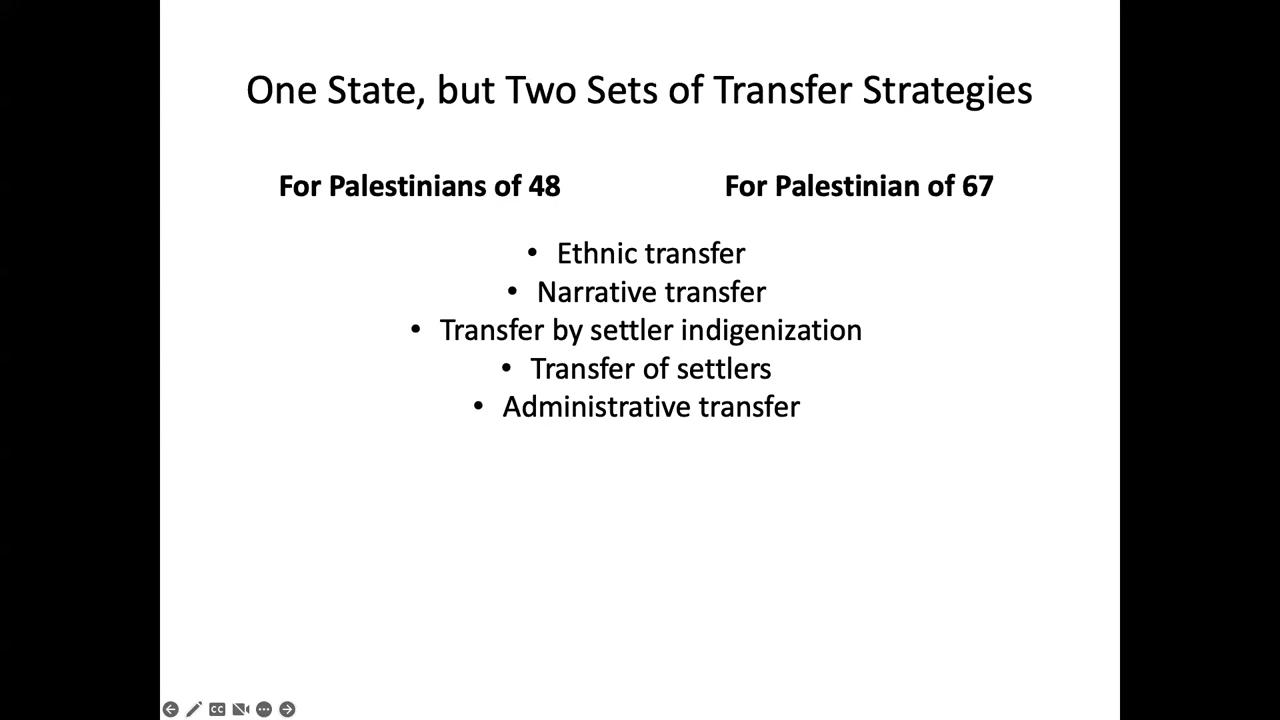 One State, but Two Sets of Transfer Strategies
For Palestinians of 48
For Palestinian of 67
• Ethnic transfer
• Narrative transfer
• Transfer by settler indigenization
• Transfer of settlers
• Administrative transfer
CC